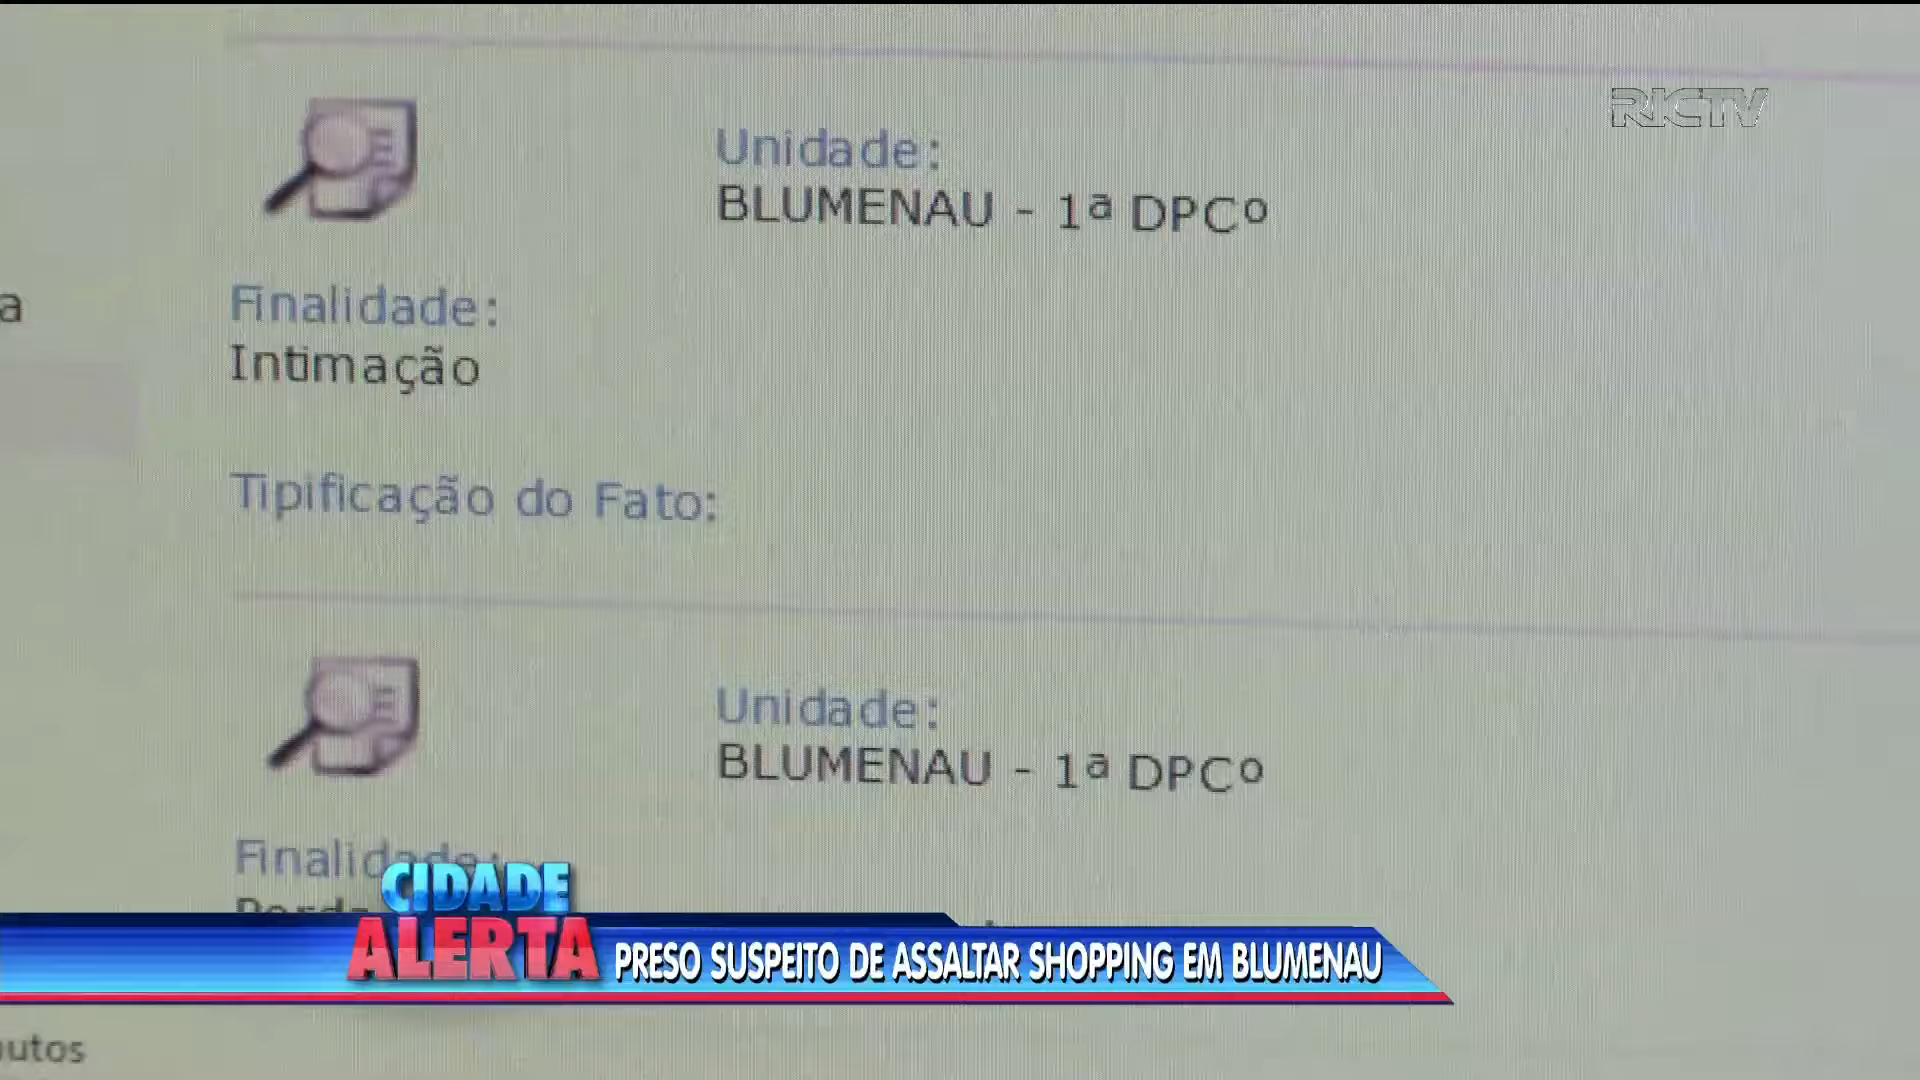 RICTV
Unidade:
BLUMENAU - 1ª DPCº
a
Finalidade:
Intimação
Tipificação do Fato:
Unidade:
BLUMENAU - 1ª DPCº
Finalidade:
CIDADE
ALERTA
PRESO SUSPEITO DE ASSALTAR SHOPPING EM BLUMENAU
utos